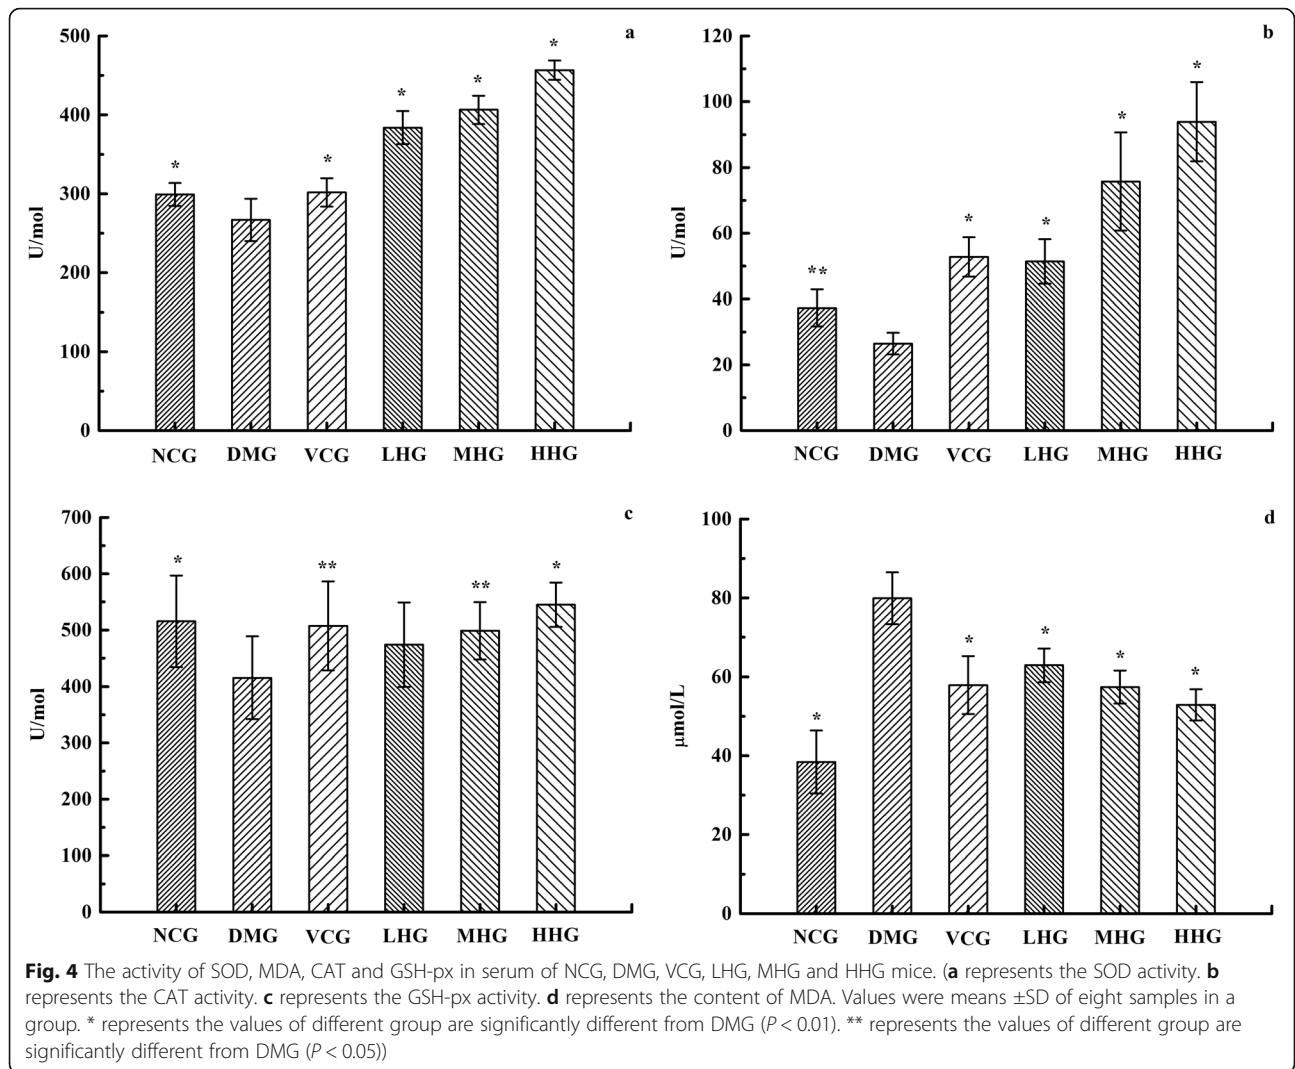 a
500
400
300
200
100
0
U/mol
* * * * *
NCG DMG VCG LHG MHG HHG
b
120
100
80
60
40
20
0
U/mol
** * * * *
NCG DMG VCG LHG MHG HHG
c
700
600
500
400
300
200
100
0
U/mol
* ** ** *
NCG DMG VCG LHG MHG HHG
d
100
80
60
40
20
0
μmol/L
* * * * *
NCG DMG VCG LHG MHG HHG
Fig. 4 The activity of SOD, MDA, CAT and GSH-px in serum of NCG, DMG, VCG, LHG, MHG and HHG mice. (a represents the SOD activity. b
represents the CAT activity. c represents the GSH-px activity. d represents the content of MDA. Values were means ±SD of eight samples in a
group. * represents the values of different group are significantly different from DMG (P < 0.01). ** represents the values of different group are
significantly different from DMG (P < 0.05))